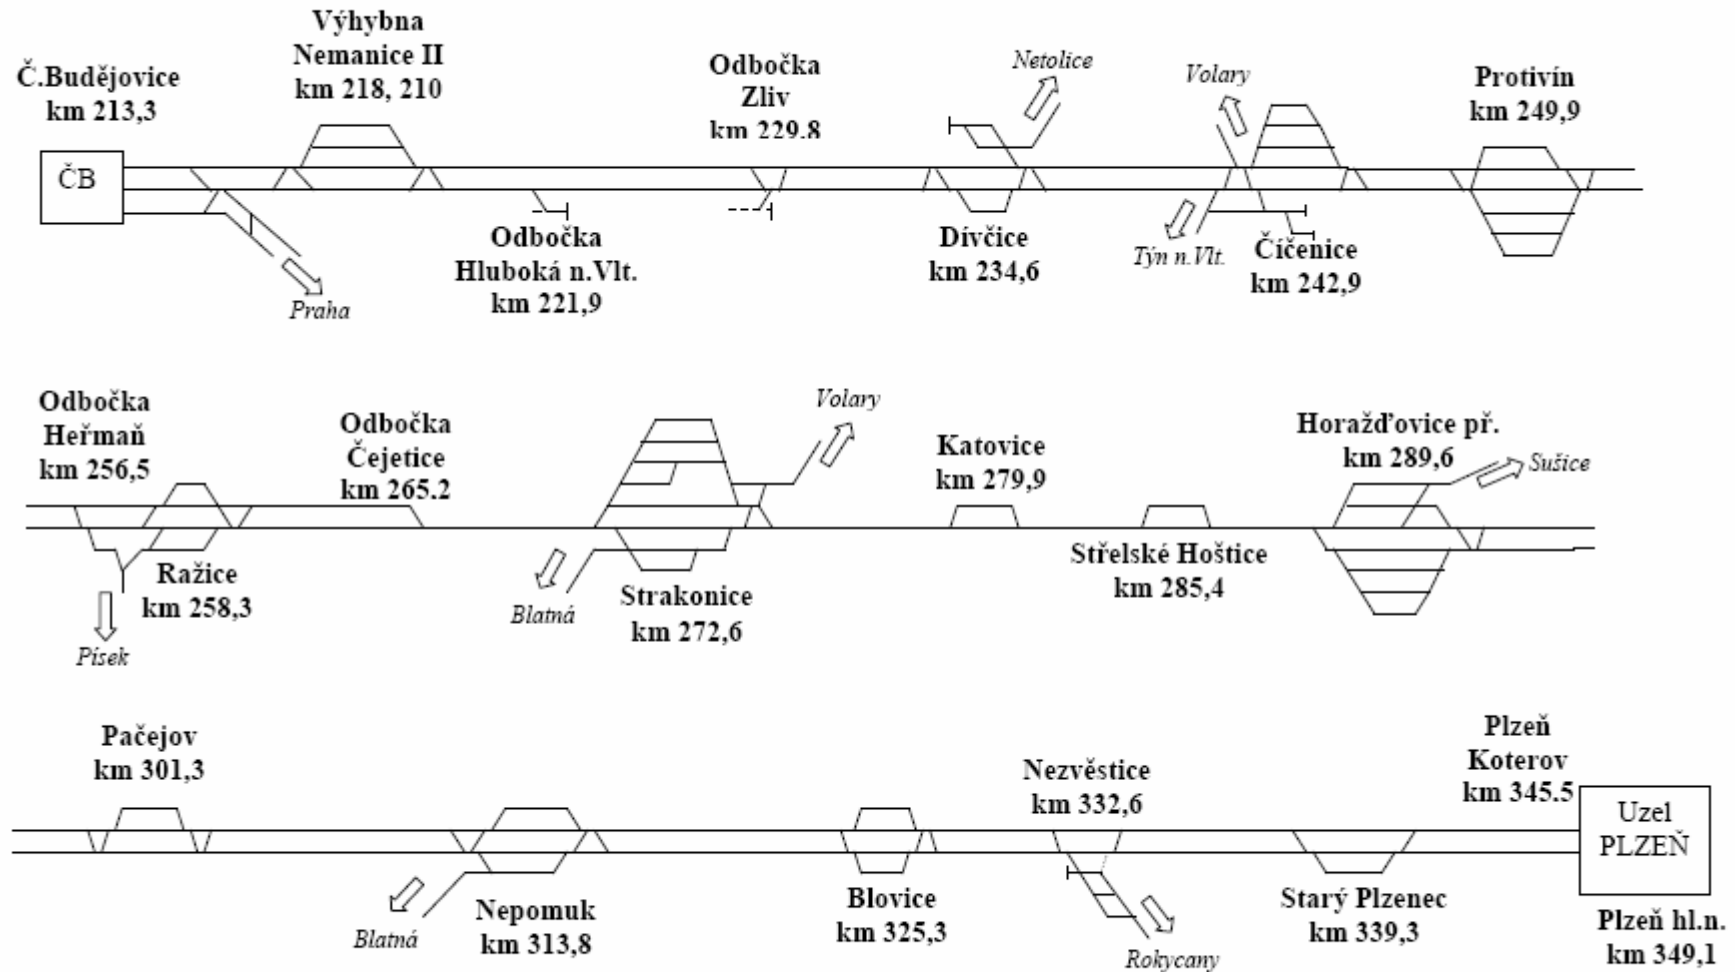 Č.Budějovice
km 213,3
ČB
Výhybna
Nemanice II
km 218, 210
Praha
Odbočka
Hluboká n.Vlt.
km 221,9
Odbočka
Zliv
km 229.8
Netolice
Dívčice
km 234,6
Volary
Týn n.Vlt.
Číčenice
km 242,9
Protivín
km 249,9
Odbočka
Heřmaň
km 256,5
Písek
Ražice
km 258,3
Odbočka
Čejetice
km 265.2
Blatná
Volary
Strakonice
km 272,6
Katovice
km 279,9
Střelské Hoštice
km 285,4
Horažďovice př.
km 289,6
Sušice
Pačejov
km 301,3
Blatná
Nepomuk
km 313,8
Blovice
km 325,3
Nezvěstice
km 332,6
Rokycany
Starý Plzenec
km 339,3
Plzeň
Koterov
km 345.5
Uzel
PLZEŇ
Plzeň hl.n.
km 349,1